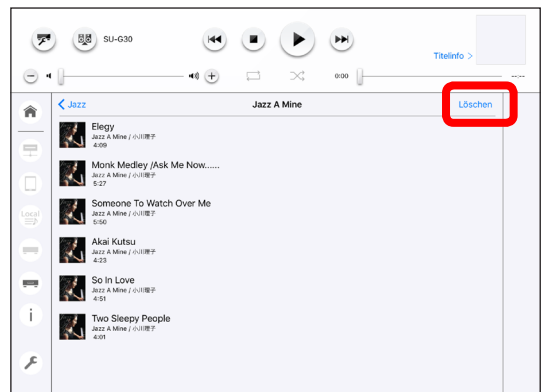 SU-G30
Titelinfo >
0:00
--:--
< Jazz
Jazz A Mine
Löschen
Elegy
Jazz A Mine / 小川理子
4:09
Monk Medley /Ask Me Now......
Jazz A Mine / 小川理子
5:27
Someone To Watch Over Me
Jazz A Mine / 小川理子
5:50
Akai Kutsu
Jazz A Mine / 小川理子
4:23
So In Love
Jazz A Mine / 小川理子
4:51
Two Sleepy People
Jazz A Mine / 小川理子
4:01
Local